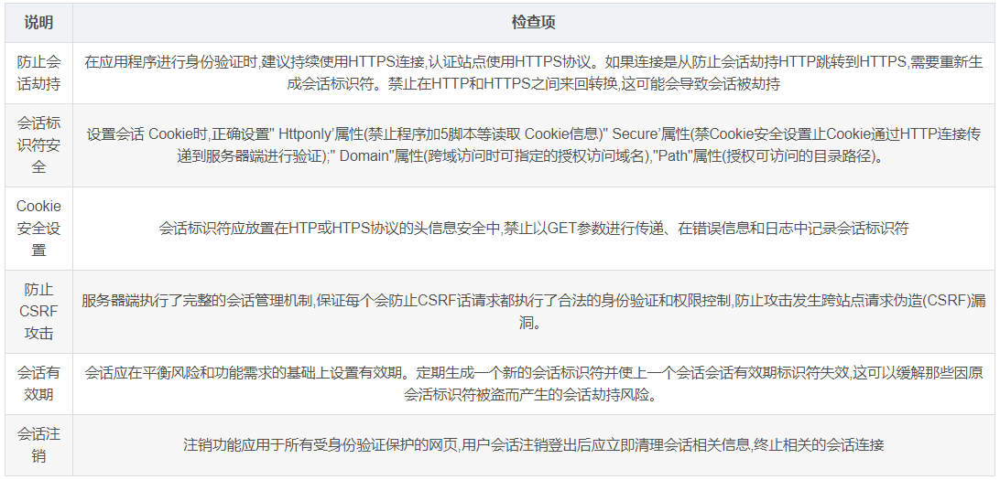 说明 检查项
防止会
话劫持
在应用程序进行身份验证时,建议持续使用HTTPS连接,认证站点使用HTTPS协议。如果连接是从防止会话劫持HTTP跳转到HTTPS,需要重新生
成会话标识符。禁止在HTTP和HTTPS之间来回转换,这可能会导致会话被劫持
会话标
识符安
全
设置会话 Cookie时,正确设置" Httponly'属性(禁止程序加5脚本等读取 Cookie信息)" Secure'属性(禁Cookie安全设置止Cookie通过HTTP连接传
递到服务器端进行验证);" Domain"属性(跨域访问时可指定的授权访问域名),"Path"属性(授权可访问的目录路径)。
Cookie
安全设
置
会话标识符应放置在HTP或HTPS协议的头信息安全中,禁止以GET参数进行传递、在错误信息和日志中记录会话标识符
防止
CSRF
攻击
服务器端执行了完整的会话管理机制,保证每个会防止CSRF话请求都执行了合法的身份验证和权限控制,防止攻击发生跨站点请求伪造(CSRF)漏
洞。
会话有
效期
会话应在平衡风险和功能需求的基础上设置有效期。定期生成一个新的会话标识符并使上一个会话会话有效期标识符失效,这可以缓解那些因原
会活标识符被盗而产生的会话劫持风险。
会话注
销
注销功能应用于所有受身份验证保护的网页,用户会话注销登出后应立即清理会话相关信息,终止相关的会话连接